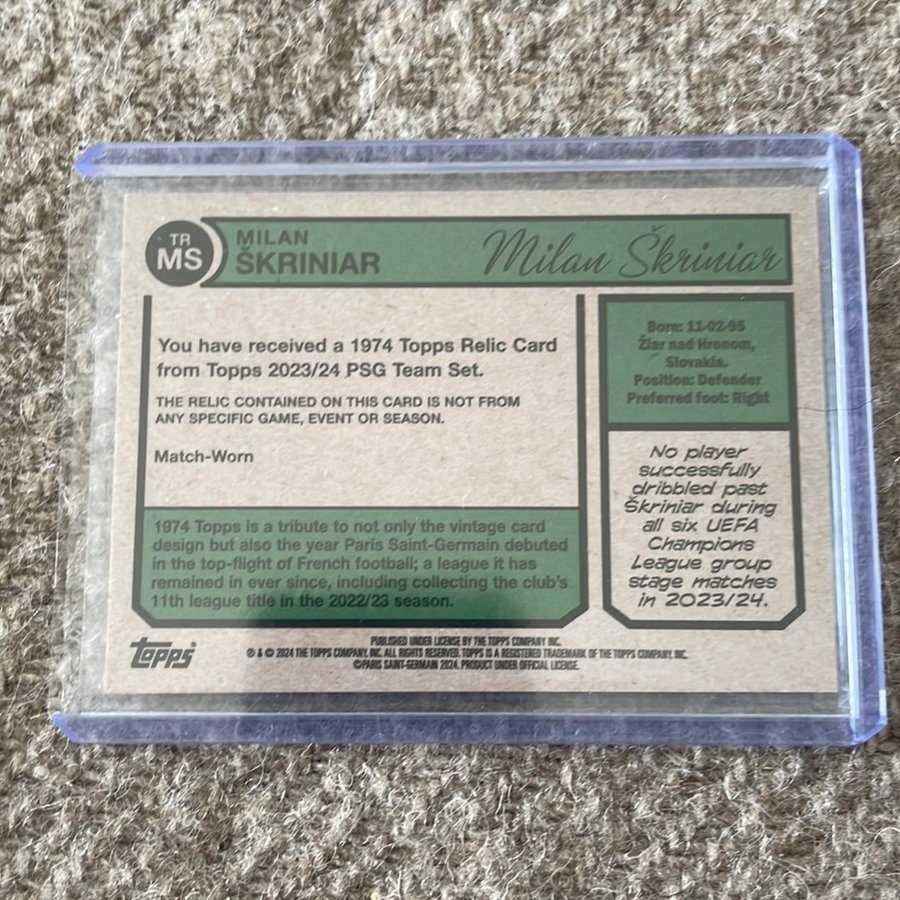 TR
MS
MILAN
ŠKRINIAR
Milan Škriniar
You have received a 1974 Topps Relic Card
from Topps 2023/24 PSG Team Set.
THE RELIC CONTAINED ON THIS CARD IS NOT FROM
ANY SPECIFIC GAME, EVENT OR SEASON.
Match-Worn
1974 Topps is a tribute to not only the vintage card
design but also the year Paris Saint-Germain debuted
in the top-flight of French football; a league it has
remained in ever since, including collecting the club's
11th league title in the 2022/23 season.
Born: 11-02-95
Žiar nad Hronom,
Slovakia.
Position: Defender
Preferred foot: Right
No player
successfully
dribbled past
Škriniar during
all six UEFA
Champions
League group
stage matches
in 2023/24.
Topps
PUBLISHED UNDER LICENSE BY THE TOPPS COMPANY INC.
® & © 2024 THE TOPPS COMPANY, INC. ALL RIGHTS RESERVED. TOPPS IS A REGISTERED TRADEMARK OF THE TOPPS COMPANY, INC.
©PARIS SAINT-GERMAIN 2024. PRODUCT UNDER OFFICIAL LICENSE.